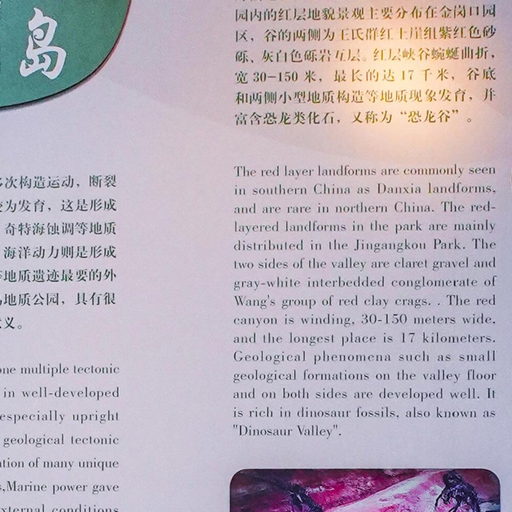 岛
次构造运动，断裂
为发育，这是形成
奇特海蚀调等地质
海洋动力则是形成
地质遗迹最要的外
地质公园，具有很
义。
one multiple tectonic
in well-developed
especially upright
geological tectonic
ation of many unique
s,Marine power gave
external conditions
园内的红层地貌景观主要分布在金岗口园
区，谷的两侧为王氏群红土崖组紫红色砂
砾、灰白色砾岩互层。红层峡谷蜿蜒曲折，
宽 30-150 米，最长的达 17 千米，谷底
和两侧小型地质构造等地质现象发育，并
富含恐龙类化石，又称为“恐龙谷”。
The red layer landforms are commonly seen
in southern China as Danxia landforms,
and are rare in northern China. The red-
layered landforms in the park are mainly
distributed in the Jingangkou Park. The
two sides of the valley are claret gravel and
gray-white interbedded conglomerate of
Wang's group of red clay crags. . The red
canyon is winding, 30-150 meters wide,
and the longest place is 17 kilometers.
Geological phenomena such as small
geological formations on the valley floor
and on both sides are developed well. It
is rich in dinosaur fossils, also known as
"Dinosaur Valley".